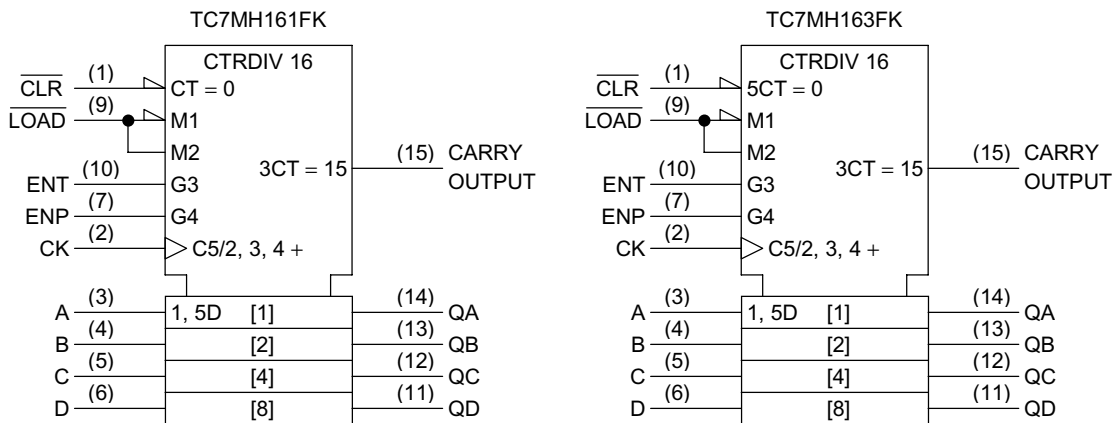 TC7MH161FK
CTRDIV 16
CLR (1) CT = 0
LOAD (9) M1
M2
3CT = 15 (15) CARRY OUTPUT
ENT (10) G3
ENP (7) G4
CK (2) C5/2, 3, 4 +
A (3) 1, 5D [1] (14) QA
B (4) [2] (13) QB
C (5) [4] (12) QC
D (6) [8] (11) QD
TC7MH163FK
CTRDIV 16
CLR (1) 5CT = 0
LOAD (9) M1
M2
3CT = 15 (15) CARRY OUTPUT
ENT (10) G3
ENP (7) G4
CK (2) C5/2, 3, 4 +
A (3) 1, 5D [1] (14) QA
B (4) [2] (13) QB
C (5) [4] (12) QC
D (6) [8] (11) QD